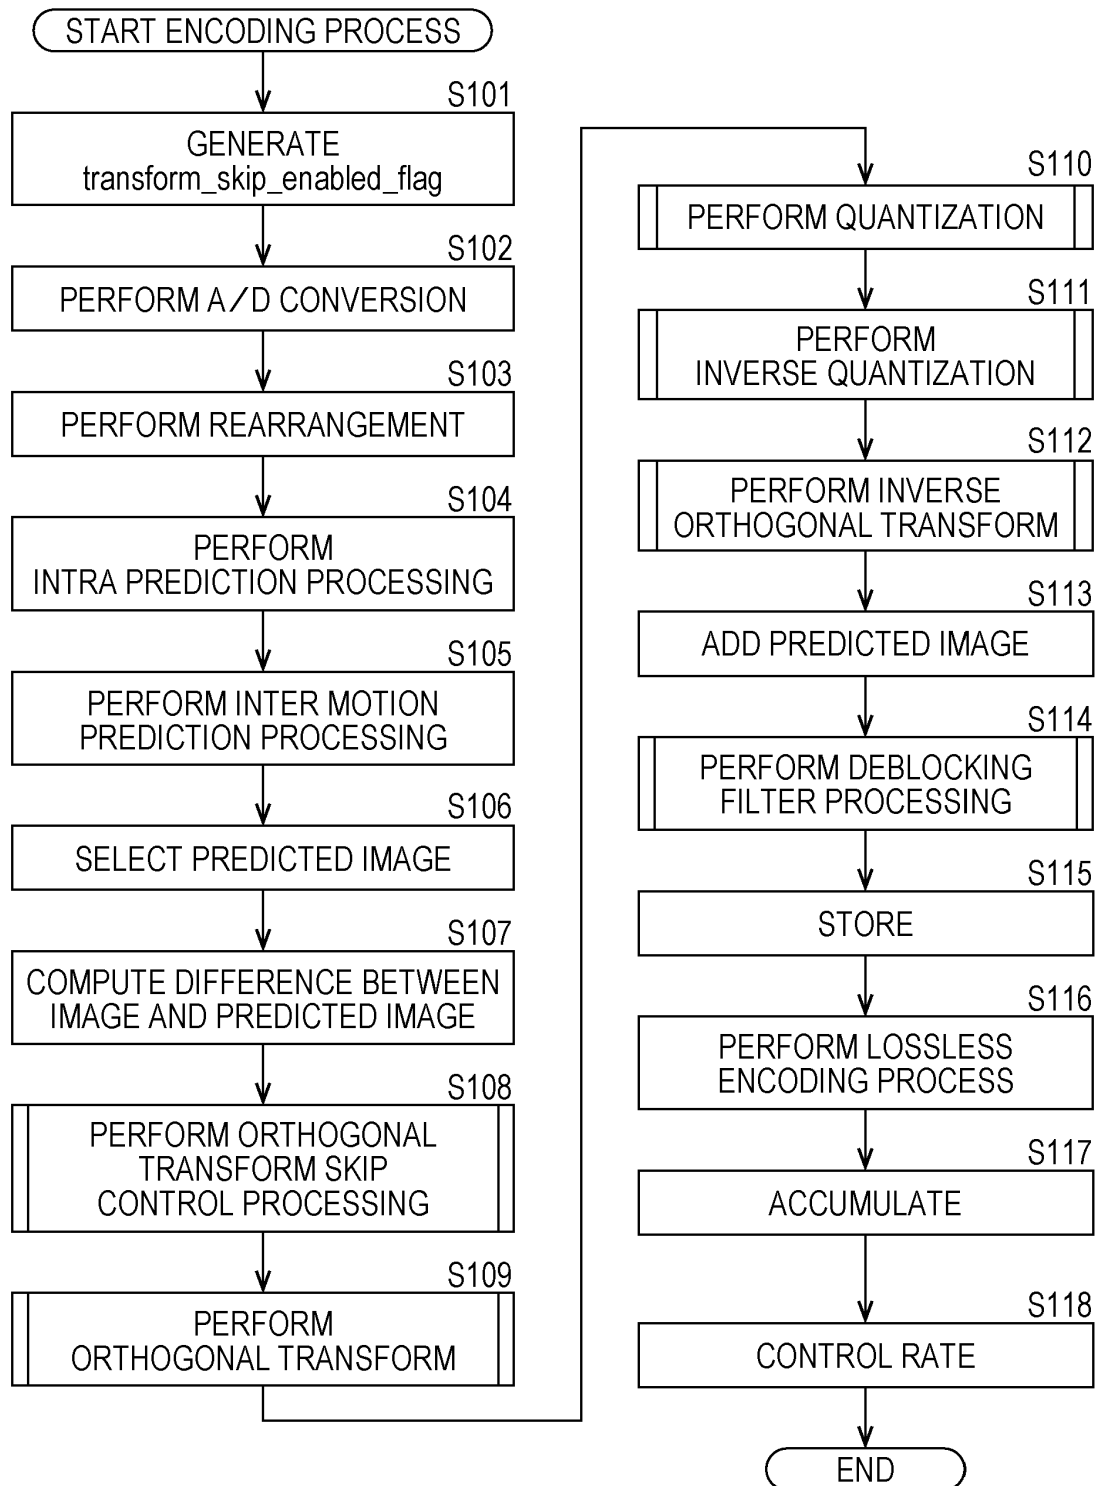 START ENCODING PROCESS
S101
GENERATE
transform_skip_enabled_flag
S102
PERFORM A/D CONVERSION
S103
PERFORM REARRANGEMENT
S104
PERFORM
INTRA PREDICTION PROCESSING
S105
PERFORM INTER MOTION
PREDICTION PROCESSING
S106
SELECT PREDICTED IMAGE
S107
COMPUTE DIFFERENCE BETWEEN
IMAGE AND PREDICTED IMAGE
S108
PERFORM ORTHOGONAL
TRANSFORM SKIP
CONTROL PROCESSING
S109
PERFORM
ORTHOGONAL TRANSFORM
S110
PERFORM QUANTIZATION
S111
PERFORM
INVERSE QUANTIZATION
S112
PERFORM INVERSE
ORTHOGONAL TRANSFORM
S113
ADD PREDICTED IMAGE
S114
PERFORM DEBLOCKING
FILTER PROCESSING
S115
STORE
S116
PERFORM LOSSLESS
ENCODING PROCESS
S117
ACCUMULATE
S118
CONTROL RATE
END